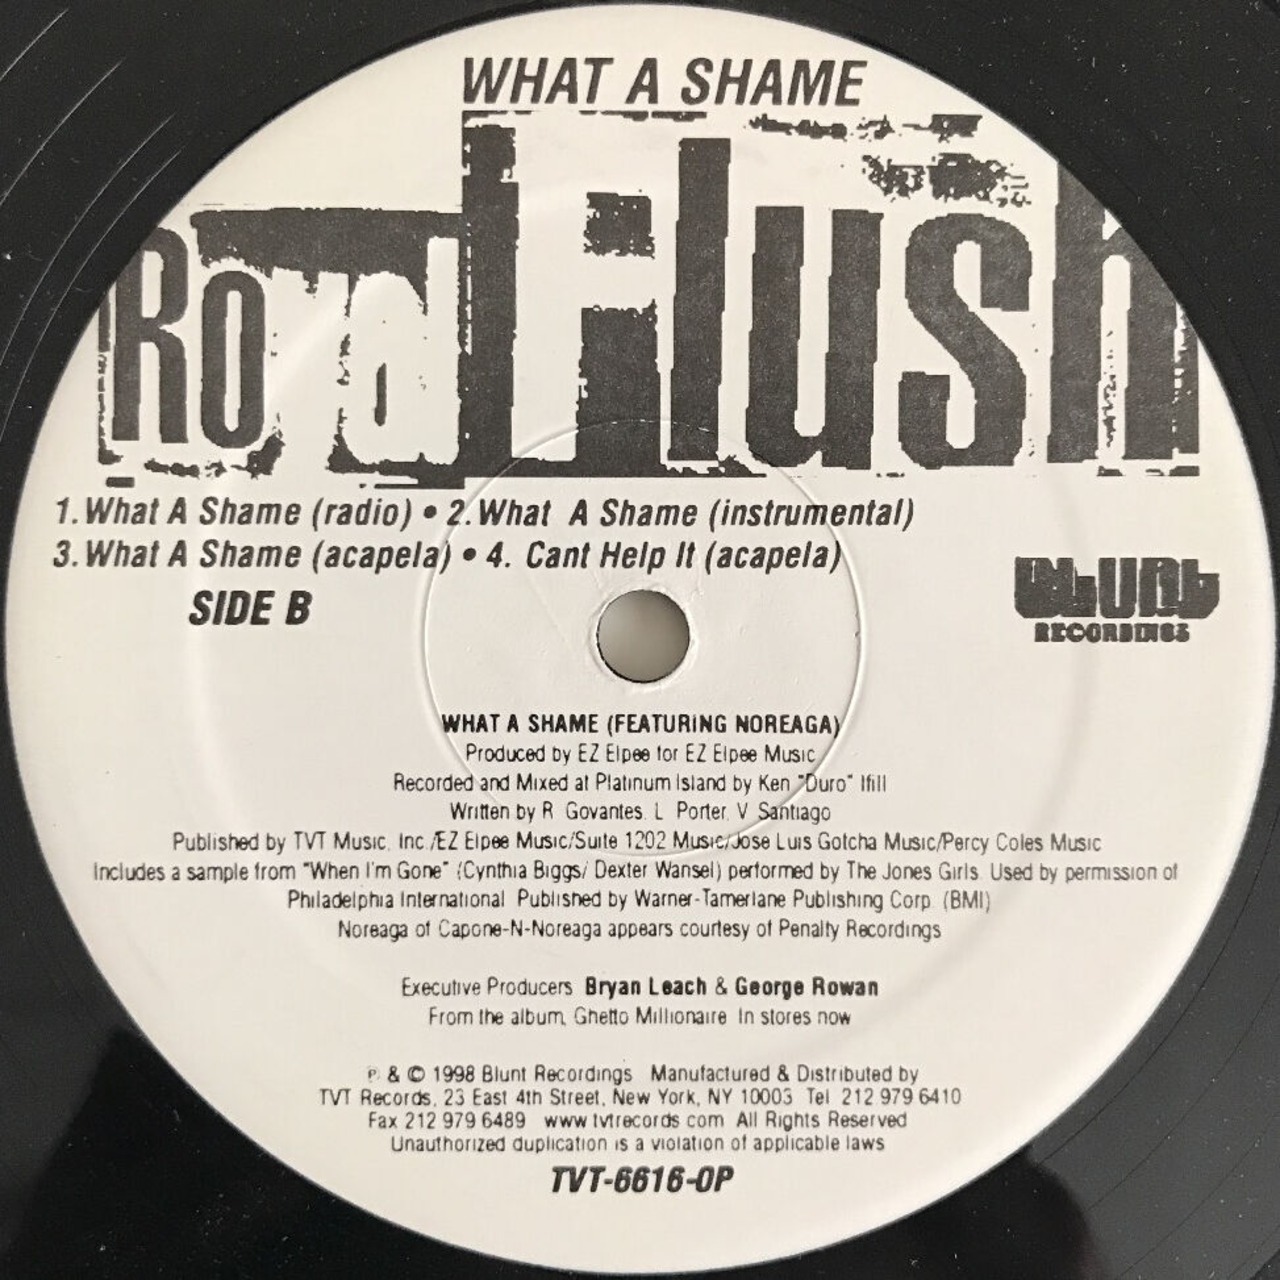 WHAT A SHAME
Royal Flush
1. What A Shame (radio) • 2. What A Shame (instrumental)
3. What A Shame (acapela) • 4. Cant Help It (acapela)
SIDE B
BLUNT
RECORDINGS
WHAT A SHAME (FEATURING NOREAGA)
Produced by EZ Elpee for EZ Elpee Music
Recorded and Mixed at Platinum Island by Ken "Duro" Ifill
Written by R. Govantes, L. Porter, V. Santiago
Published by TVT Music, Inc./EZ Elpee Music/Suite 1202 Music/Jose Luis Gotcha Music/Percy Coles Music
Includes a sample from "When I'm Gone" (Cynthia Biggs/ Dexter Wansel) performed by The Jones Girls. Used by permission of
Philadelphia International Published by Warner-Tamerlane Publishing Corp. (BMI)
Noreaga of Capone-N-Noreaga appears courtesy of Penalty Recordings
Executive Producers Bryan Leach & George Rowan
From the album, Ghetto Millionaire In stores now
℗ & © 1998 Blunt Recordings Manufactured & Distributed by
TVT Records, 23 East 4th Street, New York, NY 10003 Tel 212 979 6410
Fax 212 979 6489 www.tvtrecords.com All Rights Reserved
Unauthorized duplication is a violation of applicable laws
TVT-6616-OP